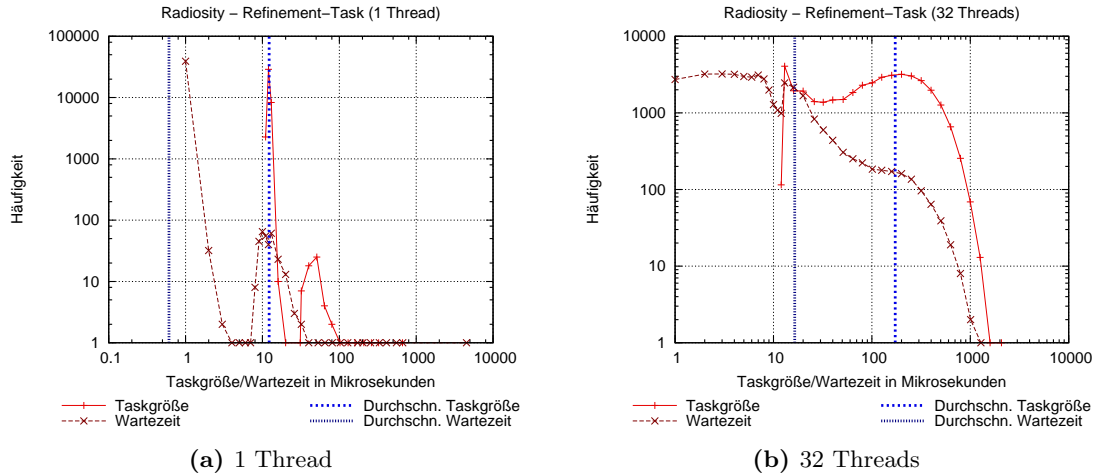 Radosity – Refinement–Task (1 Thread)
100000
10000
1000
100
10
1
Häufigkeit
0.1 1 10 100 1000 10000
Taskgröße/Wartezeit in Mikrosekunden
Taskgröße
Wartezeit
Durchschn. Taskgröße
Durchschn. Wartezeit
(a) 1 Thread
Radiosity – Refinement–Task (32 Threads)
100000
10000
1000
100
10
1
Häufigkeit
1 10 100 1000 10000
Taskgröße/Wartezeit in Mikrosekunden
Taskgröße
Wartezeit
Durchschn. Taskgröße
Durchschn. Wartezeit
(b) 32 Threads